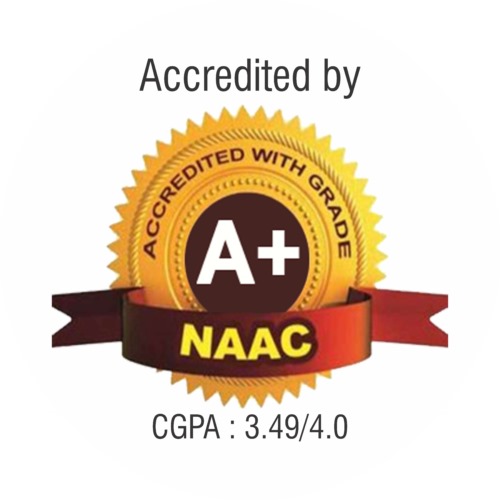 Accredited by
ACCREDITED WITH GRADE
A+
NAAC
CGPA : 3.49/4.0